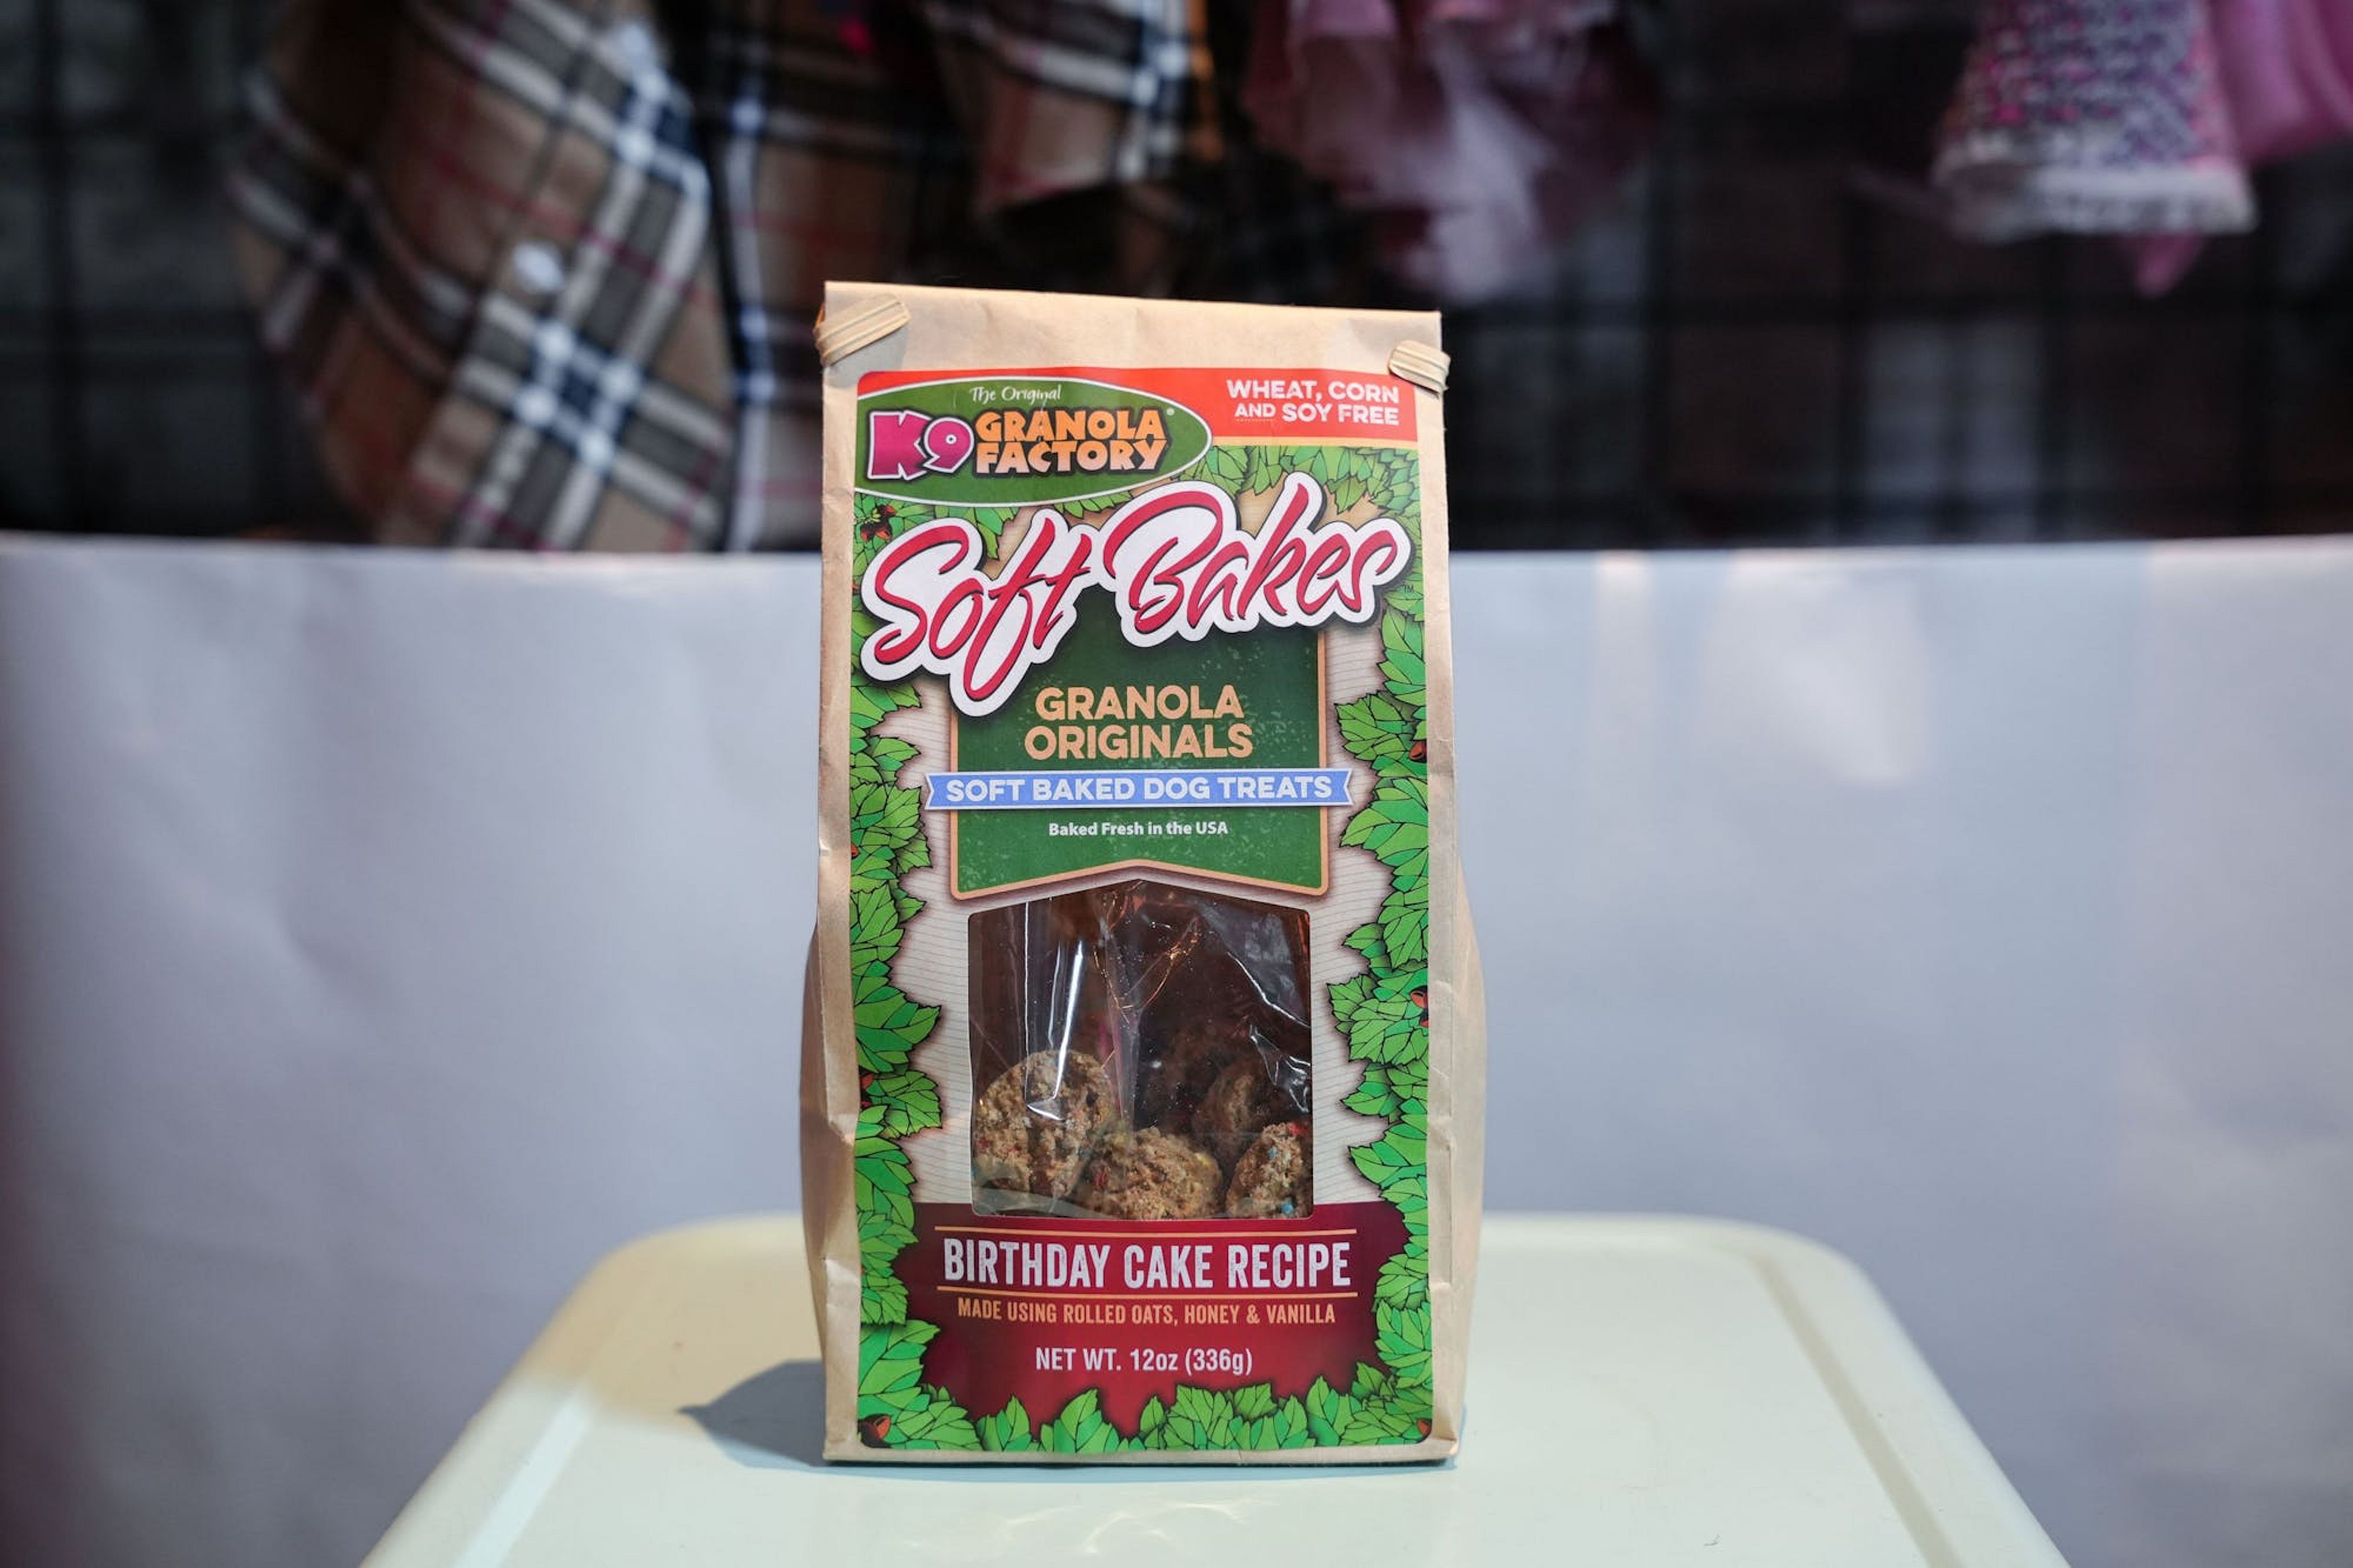 The Original
K9 GRANOLA
FACTORY®
WHEAT, CORN
AND SOY FREE
Soft Bakes™
GRANOLA
ORIGINALS
SOFT BAKED DOG TREATS
Baked Fresh in the USA
BIRTHDAY CAKE RECIPE
MADE USING ROLLED OATS, HONEY & VANILLA
NET WT. 12oz (336g)